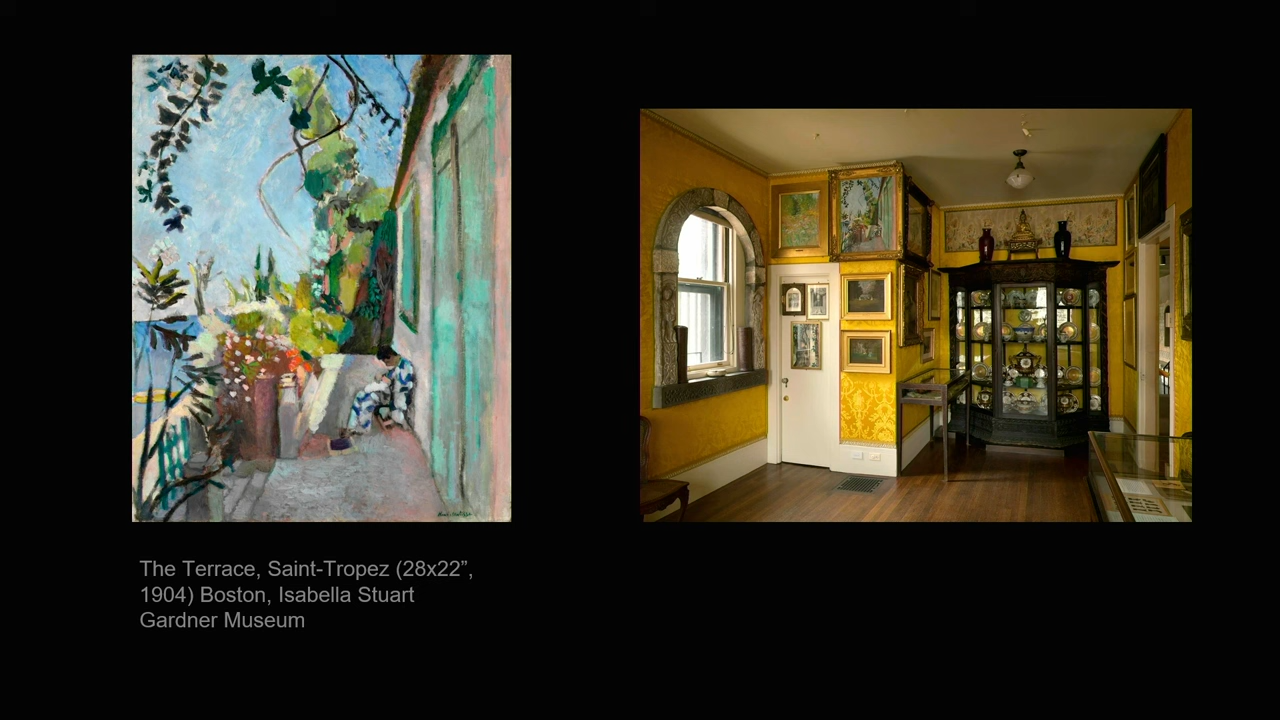 The Terrace, Saint-Tropez (28x22”,
1904) Boston, Isabella Stuart
Gardner Museum